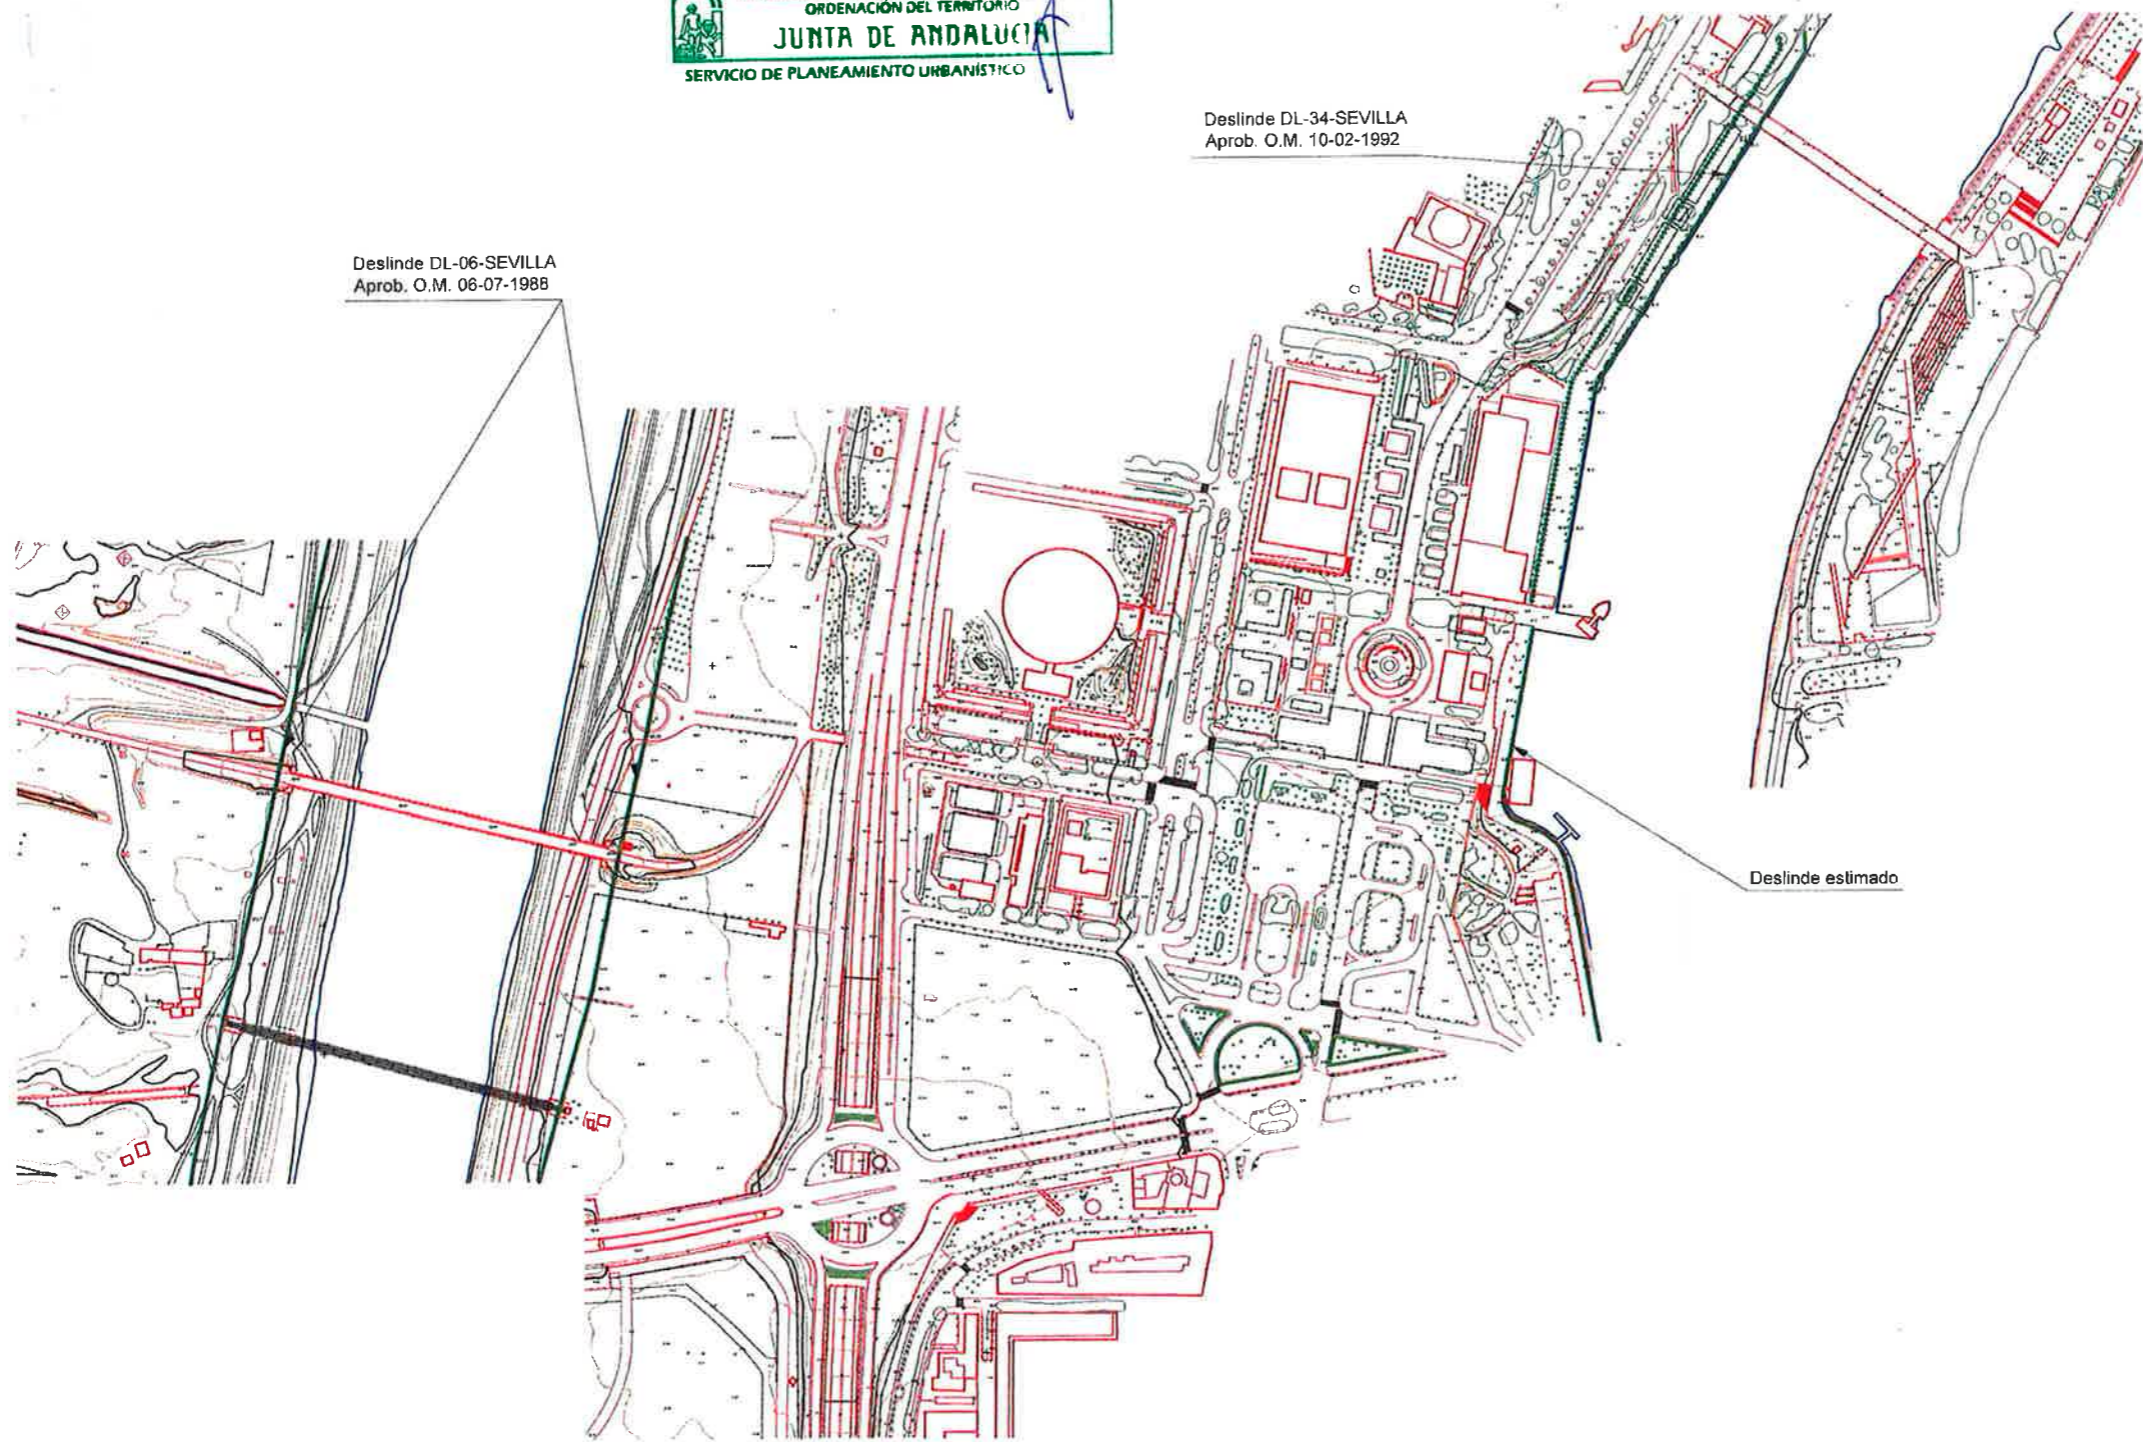 ORDENACIÓN DEL TERRITORIO
JUNTA DE ANDALUCIA
SERVICIO DE PLANEAMIENTO URBANÍSTICO
Deslinde DL-34-SEVILLA
Aprob. O.M. 10-02-1992
Deslinde DL-06-SEVILLA
Aprob. O.M. 06-07-1988
Deslinde estimado